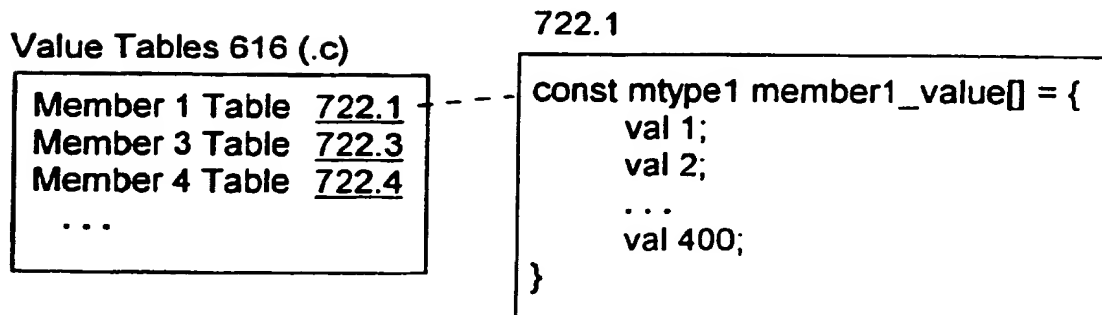 Value Tables 616 (.c)
Member 1 Table 722.1
Member 3 Table 722.3
Member 4 Table 722.4
. . .
722.1
const mtype1 member1_value[] = {
val 1;
val 2;
. . .
val 400;
}